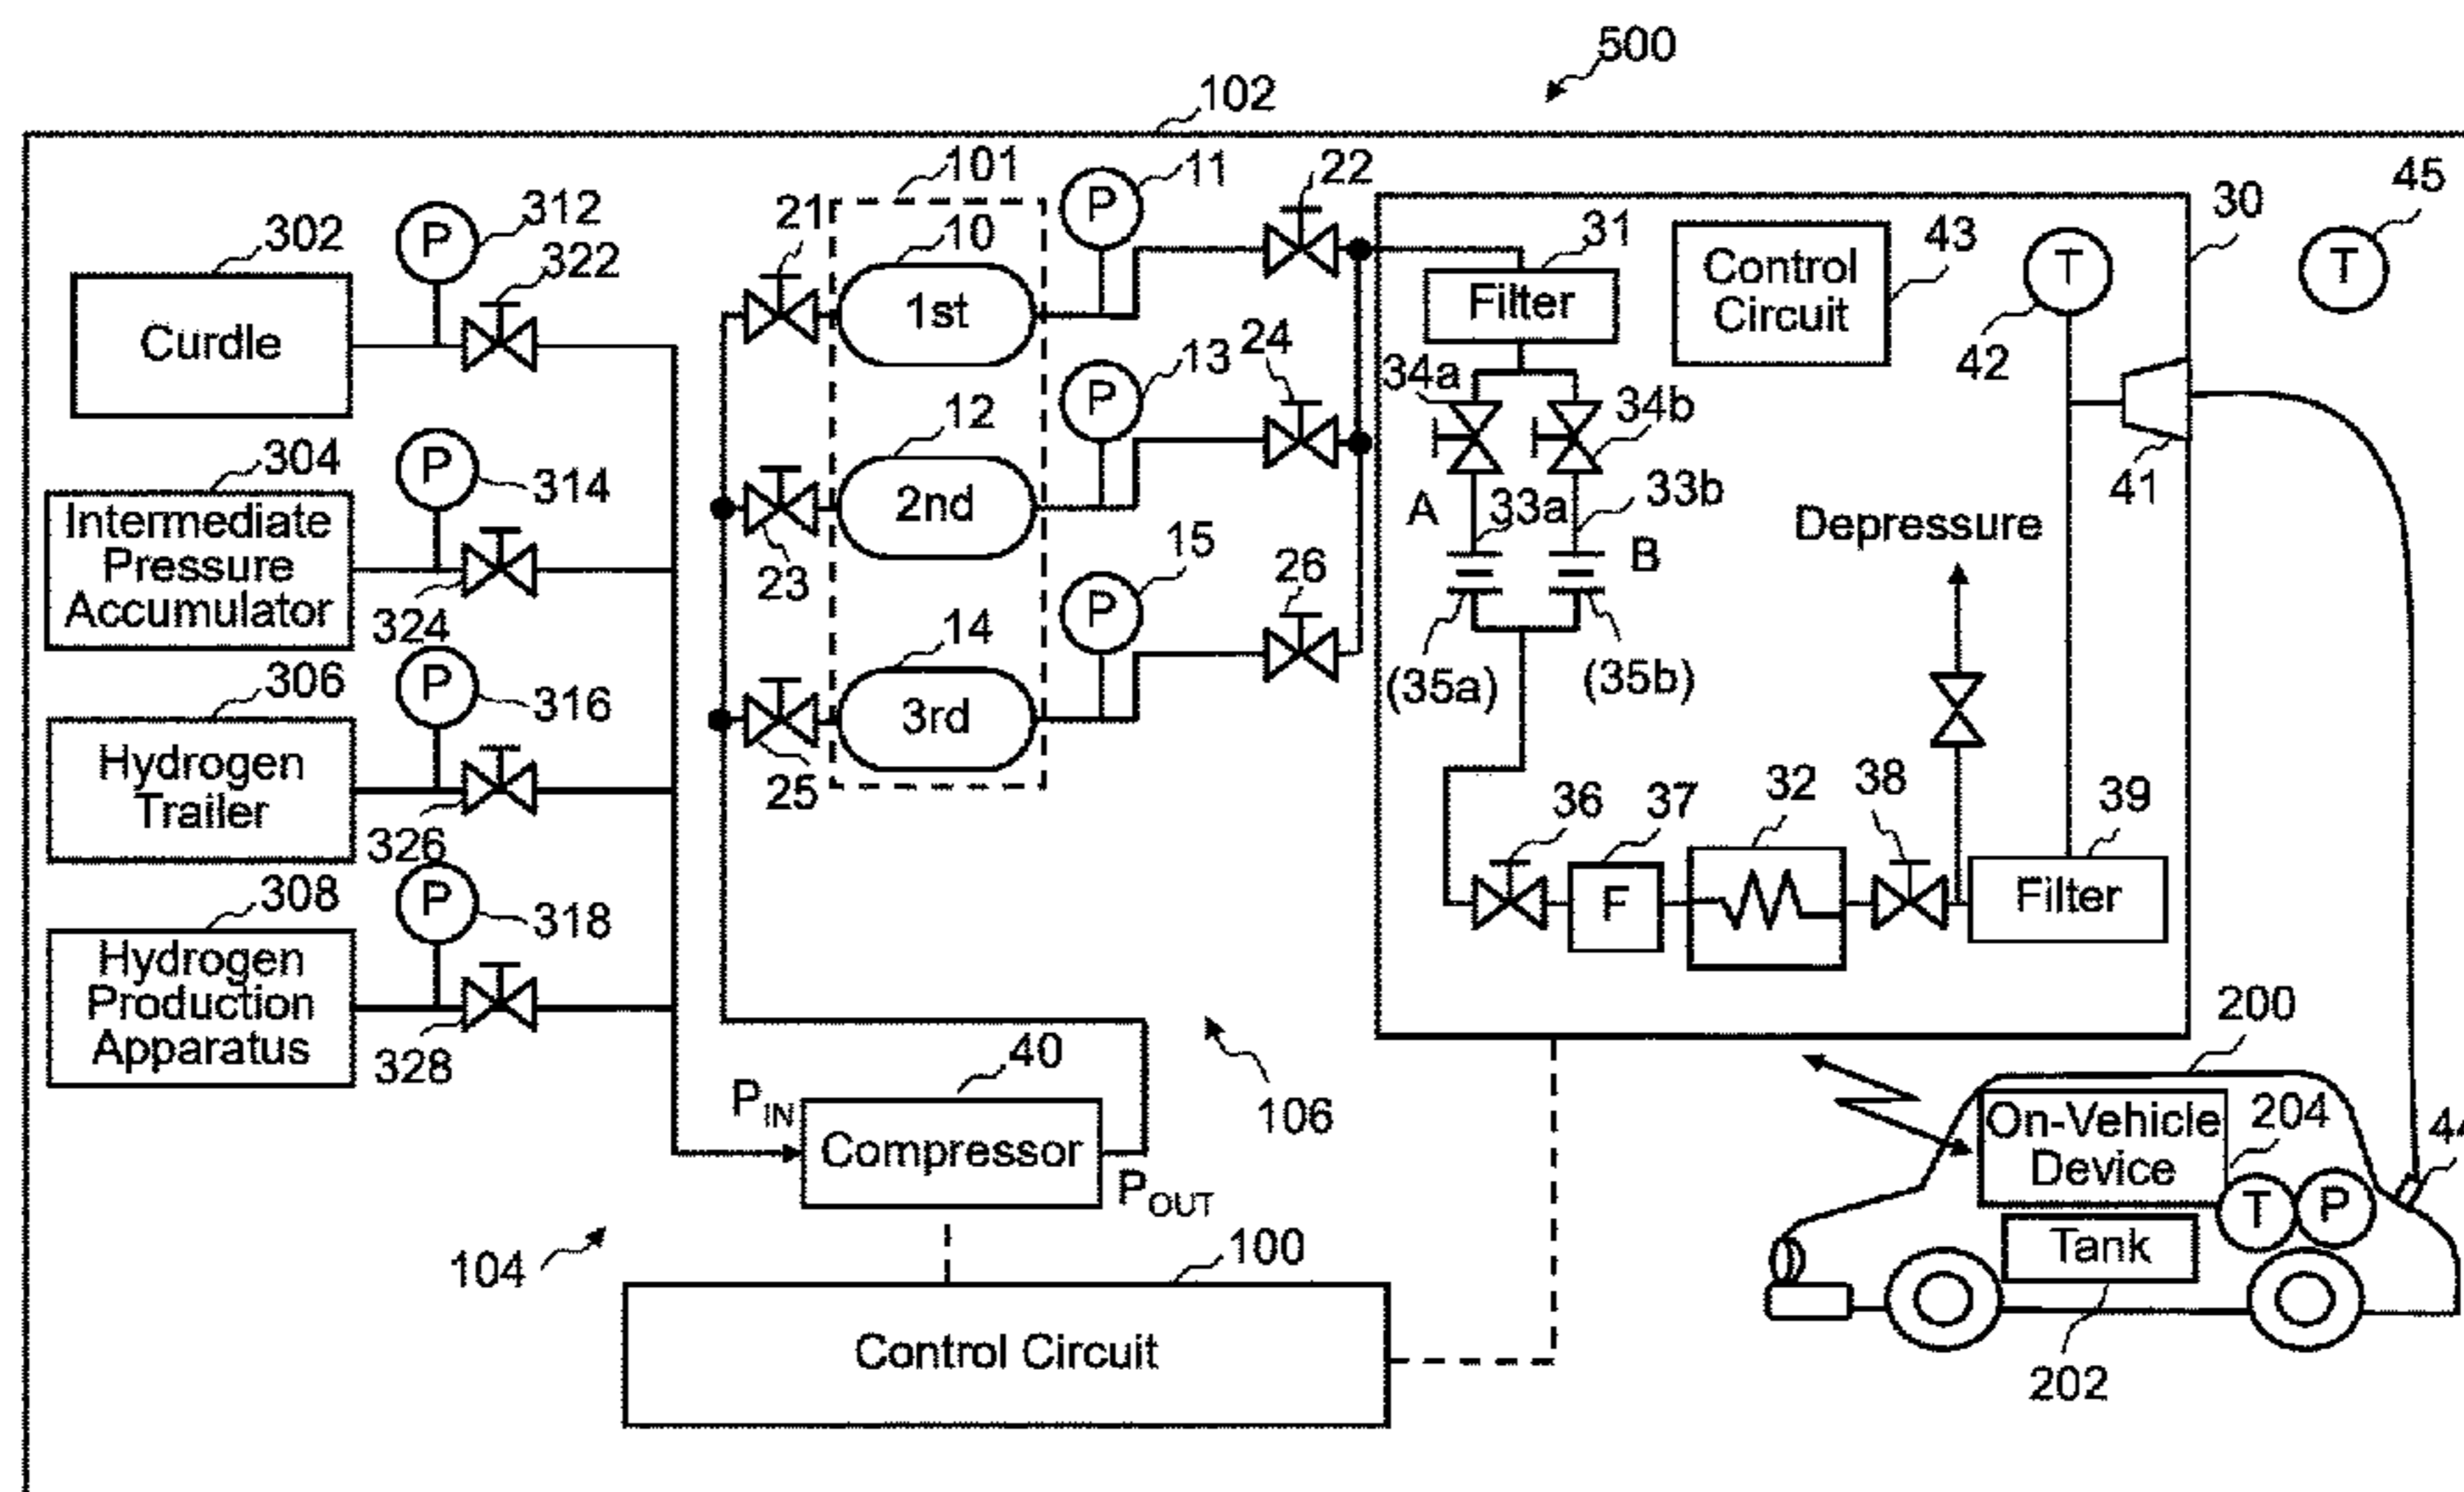 500
102
101
11
22
45
312
302
322
21
10
P
P
31
43
30
Curdle
1st
Filter
Control
Circuit
T
42
T
13
24
34a
34b
304
P
314
12
P
41
Intermediate
Pressure
Accumulator
23
2nd
A
33a
33b
B
Depressure
324
15
26
306
P
316
14
P
(35a)
(35b)
Hydrogen
Trailer
25
3rd
326
36
37
32
38
39
308
P
318
F
Filter
Hydrogen
Production
Apparatus
328
40
106
200
PIN
Compressor
POUT
On-Vehicle
Device
204
44
T
P
104
100
Tank
Control Circuit
202